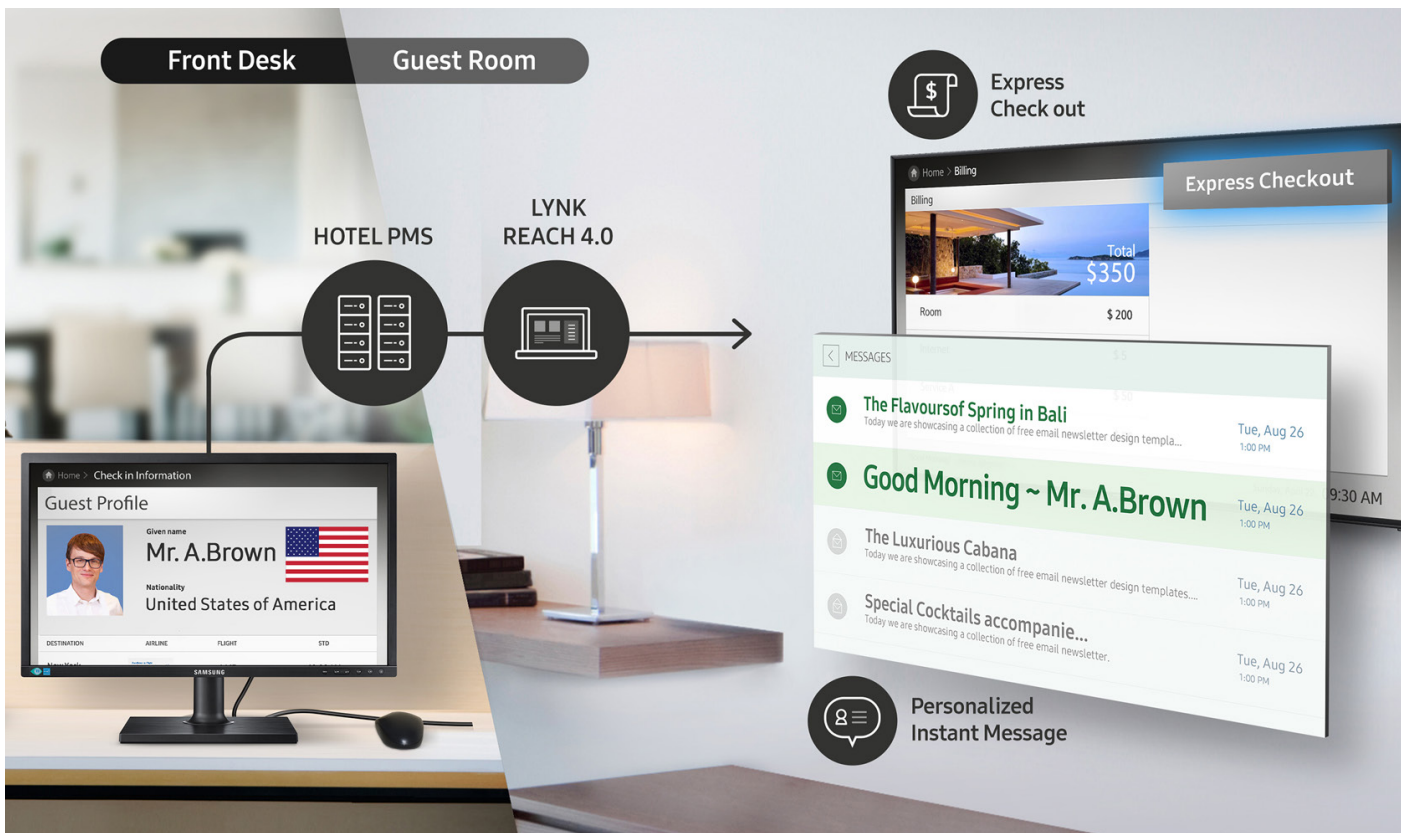 Front Desk
Guest Room
Express
Check out
Home > Billing
Express Checkout
Billing
Total
$350
Room $ 200
$ 5
$ 50
LYNK
REACH 4.0
HOTEL PMS
MESSAGES
The Flavoursof Spring in Bali
Today we are showcasing a collection of free email newsletter design templa...
Tue, Aug 26
1:00 PM
Good Morning ~ Mr. A.Brown
Tue, Aug 26
1:00 PM
9:30 AM
The Luxurious Cabana
Today we are showcasing a collection of free email newsletter design templates....
Tue, Aug 26
1:00 PM
Special Cocktails accompanie...
Today we are showcasing a collection of free email newsletter.
Tue, Aug 26
1:00 PM
Home > Check in Information
Guest Profile
Given name
Mr. A.Brown
Nationality
United States of America
DESTINATION AIRLINE FLIGHT STD
New York
SAMSUNG
Personalized
Instant Message